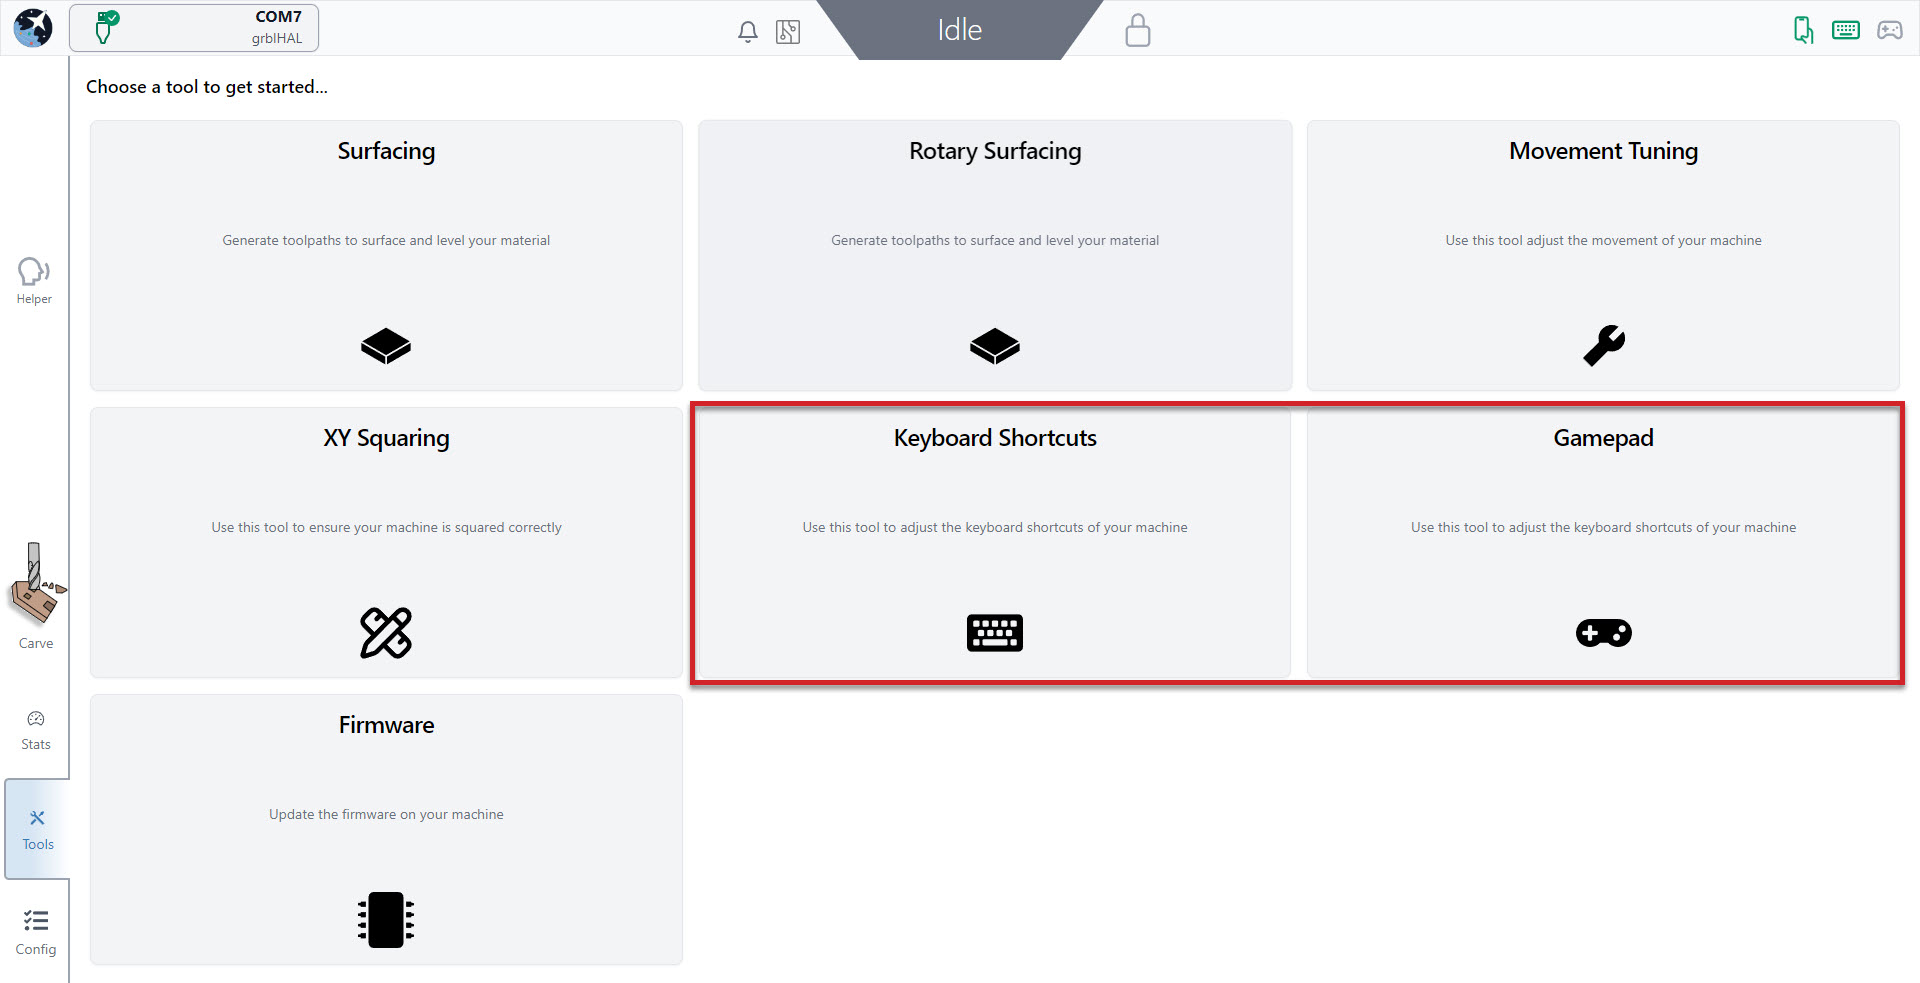 COM7
grblHAL
Idle
Choose a tool to get started...
Surfacing
Generate toolpaths to surface and level your material
Rotary Surfacing
Generate toolpaths to surface and level your material
Movement Tuning
Use this tool adjust the movement of your machine
Helper
XY Squaring
Use this tool to ensure your machine is squared correctly
Keyboard Shortcuts
Use this tool to adjust the keyboard shortcuts of your machine
Gamepad
Use this tool to adjust the keyboard shortcuts of your machine
Carve
Stats
Firmware
Update the firmware on your machine
Tools
Config